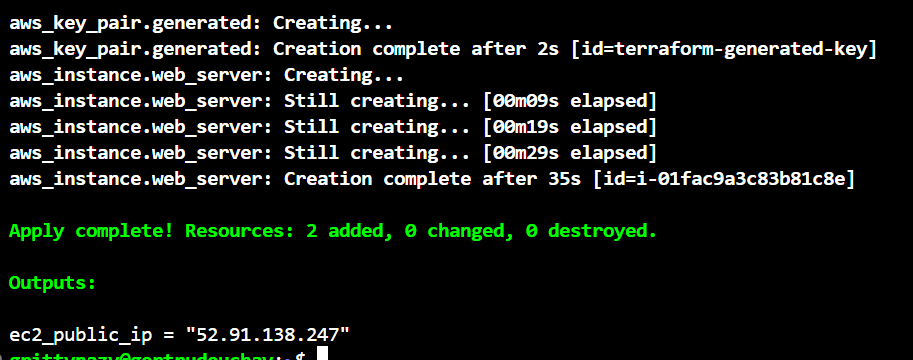 aws_key_pair.generated: Creating...
aws_key_pair.generated: Creation complete after 2s [id=terraform-generated-key]
aws_instance.web_server: Creating...
aws_instance.web_server: Still creating... [00m09s elapsed]
aws_instance.web_server: Still creating... [00m19s elapsed]
aws_instance.web_server: Still creating... [00m29s elapsed]
aws_instance.web_server: Creation complete after 35s [id=i-01fac9a3c83b81c8e]
Apply complete! Resources: 2 added, 0 changed, 0 destroyed.
Outputs:
ec2_public_ip = "52.91.138.247"